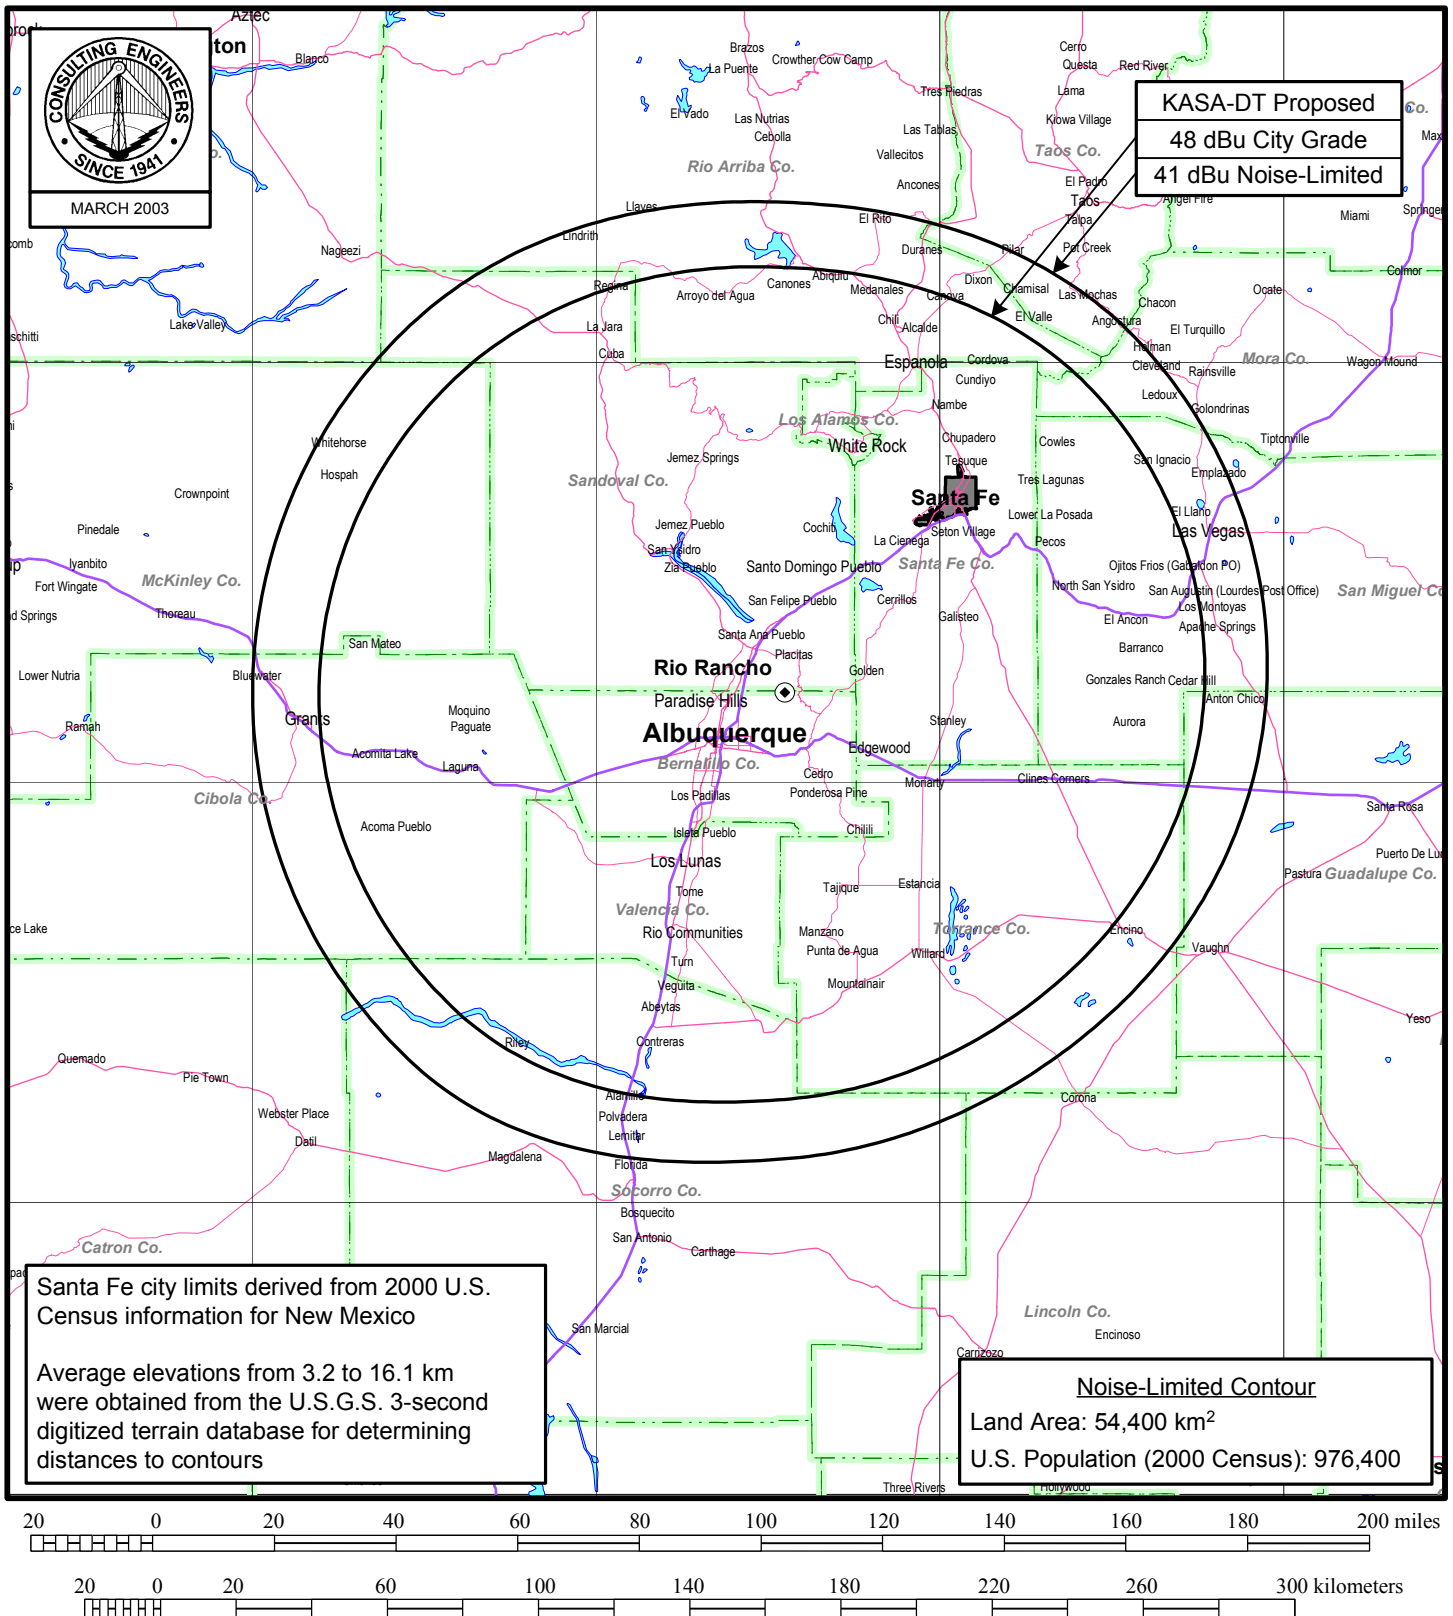 Aztec
CONSULTING ENGINEERS
SINCE 1941
MARCH 2003
Blanco
Brazos
La Puente
Crowther Cow Camp
Cerro
Questa
Red River
Tres Piedras
Lama
KASA-DT Proposed
48 dBu City Grade
41 dBu Noise-Limited
El Vado
Las Nutrias
Cebolla
Las Tablas
Kiowa Village
Vallecitos
Taos Co.
Rio Arriba Co.
Ancones
El Padro
Taos
Angel Fire
Talpa
Miami
Llaves
El Rito
Lindrith
Nageezi
Duranes
Pilar
Pot Creek
Colmor
Regina
Arroyo del Agua
Canones
Abiquiu
Medanales
Canova
Dixon
Chamisal
Las Mochas
Chacon
Ocate
Lake Valley
La Jara
Chili
Alcalde
El Valle
Angostura
El Turquillo
Cuba
Espanola
Cordova
Holman
Cleveland
Rainsville
Mora Co.
Wagon Mound
Cundiyo
Ledoux
Nambe
Golondrinas
Los Alamos Co.
Whitehorse
White Rock
Chupadero
Cowles
Tiptonville
Jemez Springs
Tesuque
San Ignacio
Hospah
Sandoval Co.
Tres Lagunas
Emplazado
Crownpoint
Santa Fe
Pinedale
Jemez Pueblo
Cochiti
Lower La Posada
El Llano
Las Vegas
San Ysidro
La Cienega
Seton Village
Pecos
Iyanbito
Zia Pueblo
Santo Domingo Pueblo
Santa Fe Co.
Ojitos Frios (Gabaldon PO)
McKinley Co.
Fort Wingate
North San Ysidro
San Augustin (Lourdes Post Office)
San Miguel Co
San Felipe Pueblo
Cerrillos
Los Montoyas
Thoreau
Galisteo
El Ancon
Apache Springs
San Mateo
Santa Ana Pueblo
Placitas
Barranco
Lower Nutria
Bluewater
Rio Rancho
Golden
Gonzales Ranch
Cedar Hill
Paradise Hills
Anton Chico
Grants
Moquino
Paguate
Stanley
Aurora
Ramah
Albuquerque
Edgewood
Acomita Lake
Laguna
Bernalillo Co.
Cedro
Moriarty
Clines Corners
Cibola Co.
Los Padillas
Ponderosa Pine
Santa Rosa
Acoma Pueblo
Isleta Pueblo
Chilili
Los Lunas
Puerto De Lu
Pastura
Guadalupe Co.
Tome
Tajique
Estancia
Valencia Co.
Rio Communities
Manzano
Torrance Co.
Encino
Turn
Punta de Agua
Willard
Vaughn
Veguita
Mountainair
Abeytas
Yeso
Riley
Contreras
Quemado
Pie Town
Alamillo
Corona
Webster Place
Polvadera
Datil
Lemitar
Magdalena
Florida
Socorro Co.
Bosquecito
Catron Co.
San Antonio
Carthage
Santa Fe city limits derived from 2000 U.S.
Census information for New Mexico
Average elevations from 3.2 to 16.1 km
were obtained from the U.S.G.S. 3-second
digitized terrain database for determining
distances to contours
San Marcial
Lincoln Co.
Encinoso
Carrizozo
Noise-Limited Contour
Land Area: 54,400 km²
U.S. Population (2000 Census): 976,400
Three Rivers
Hollywood
20 0 20 40 60 80 100 120 140 160 180 200 miles
20 0 20 60 100 140 180 220 260 300 kilometers